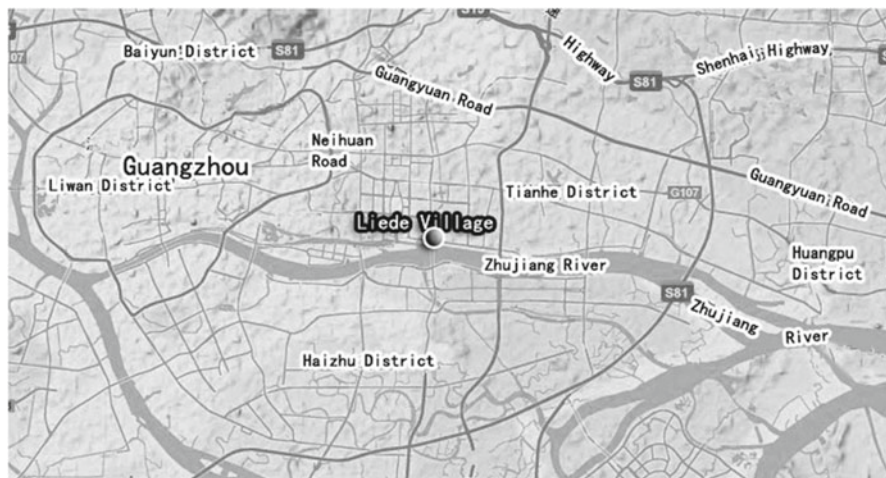 S81
Baiyun District
Highway
Shenhai Highway
S81
Guangyuan Road
Neihuan
Road
Guangzhou
Liwan District
Tianhe District
G107
Guangyuan Road
Liede Village
Zhujiang River
Huangpu
District
S81
Zhujiang
River
Haizhu District